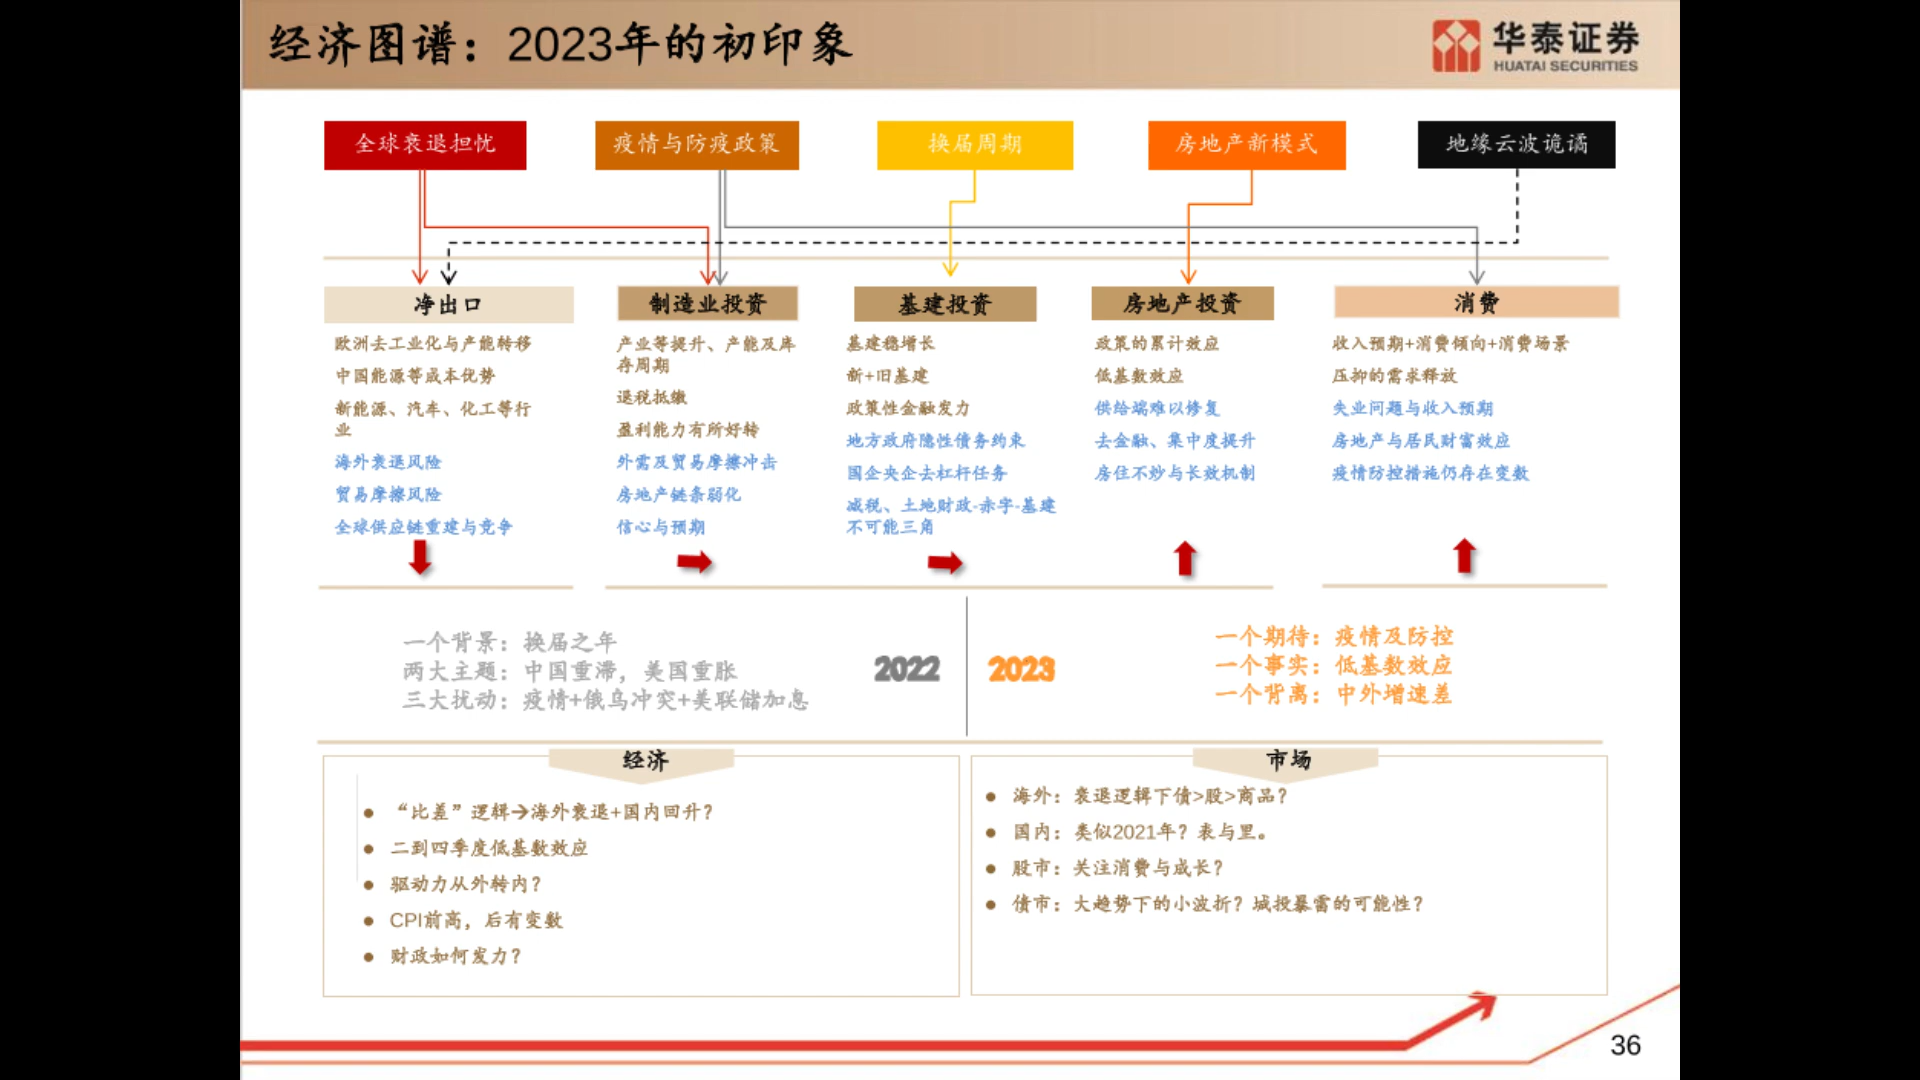 经济图谱：2023年的初印象
华泰证券
HUATAI SECURITIES
全球衰退担忧
疫情与防疫政策
换届周期
房地产新模式
地缘云波诡谲
净出口
制造业投资
基建投资
房地产投资
消费
欧洲去工业化与产能转移
中国能源等成本优势
新能源、汽车、化工等行
业
海外衰退风险
贸易摩擦风险
全球供应链重建与竞争
产业等提升、产能及库
存周期
退税抵缴
盈利能力有所好转
外需及贸易摩擦冲击
房地产链条弱化
信心与预期
基建稳增长
新+旧基建
政策性金融发力
地方政府隐性债务约束
国企央企去杠杆任务
减税、土地财政-赤字-基建
不可能三角
政策的累计效应
低基数效应
供给端难以修复
去金融、集中度提升
房住不炒与长效机制
收入预期+消费倾向+消费场景
压抑的需求释放
失业问题与收入预期
房地产与居民财富效应
疫情防控措施仍存在变数
一个背景：换届之年
两大主题：中国重滞，美国重胀
三大扰动：疫情+俄乌冲突+美联储加息
2022
2023
一个期待：疫情及防控
一个事实：低基数效应
一个背离：中外增速差
经济
“比差”逻辑→海外衰退+国内回升？
二到四季度低基数效应
驱动力从外转内？
CPI前高，后有变数
财政如何发力？
市场
海外：衰退逻辑下债>股>商品？
国内：类似2021年？表与里。
股市：关注消费与成长？
债市：大趋势下的小波折？城投暴雷的可能性？
36